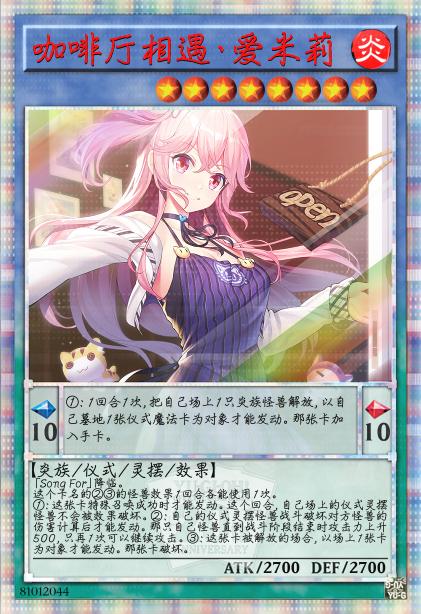 咖啡厅相遇·爱米莉
炎
open
①：1回合1次，把自己场上1只炎族怪兽解放，以自
己墓地1张仪式魔法卡为对象才能发动。那张卡加
入手卡。
10
10
【炎族/仪式/灵摆/效果】
「Song For」降临。
这个卡名的②③的怪兽效果1回合各能使用1次。
①：这张卡特殊召唤成功时才能发动。这个回合，自己场上的仪式灵摆
怪兽不会被效果破坏。②：自己的仪式灵摆怪兽战斗破坏对方怪兽的
伤害计算后才能发动。那只自己怪兽直到战斗阶段结束时攻击力上升
500，只再1次可以继续攻击。③：这张卡被解放的场合，以场上1张卡
为对象才能发动。那张卡破坏。
ATK/2700 DEF/2700
81012044